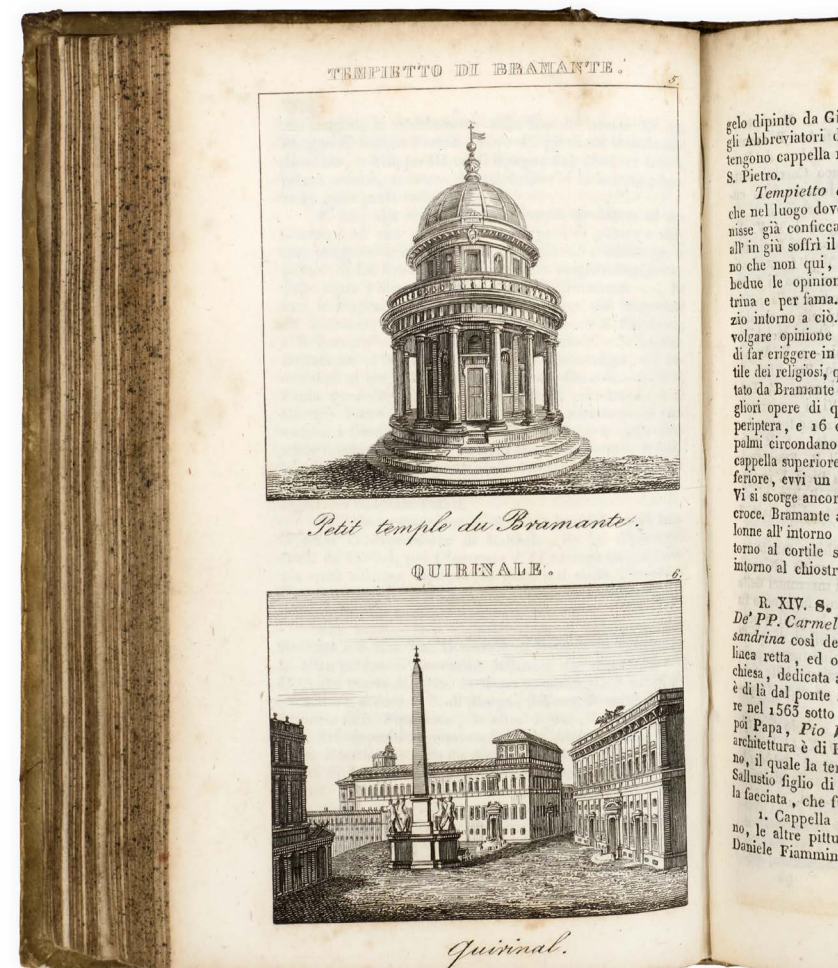 TEMPIETTO DI BRAMANTE.
5.
Petit temple du Bramante.
QUIRINALE.
6.
Quirinal.
gelo dipinto da Gi
gli Abbreviatori
tengono cappella
S. Pietro.
Tempietto
che nel luogo dov
nisse già conficca
all' in giù soffrì il
no che non qui,
bedue le opinion
trina e per fama.
zio intorno a ciò.
volgare opinione
di far eriggere in
tile dei religiosi,
tato da Bramante
gliori opere di q
periptera, e 16
palmi circondano
cappella superiore
feriore, evvi un
Vi si scorge ancor
croce. Bramante
lonne all' intorno
torno al cortile s
intorno al chiostr
R. XIV. S.
De' PP. Carmel
sandrina così de
linea retta, ed o
chiesa, dedicata a
è di là dal ponte
re nel 1563 sotto
poi Papa, Pio
architettura è di
no, il quale la te
Sallustio figlio di
la facciata, che f
1. Cappella
no, le altre pittu
Daniele Fiammin